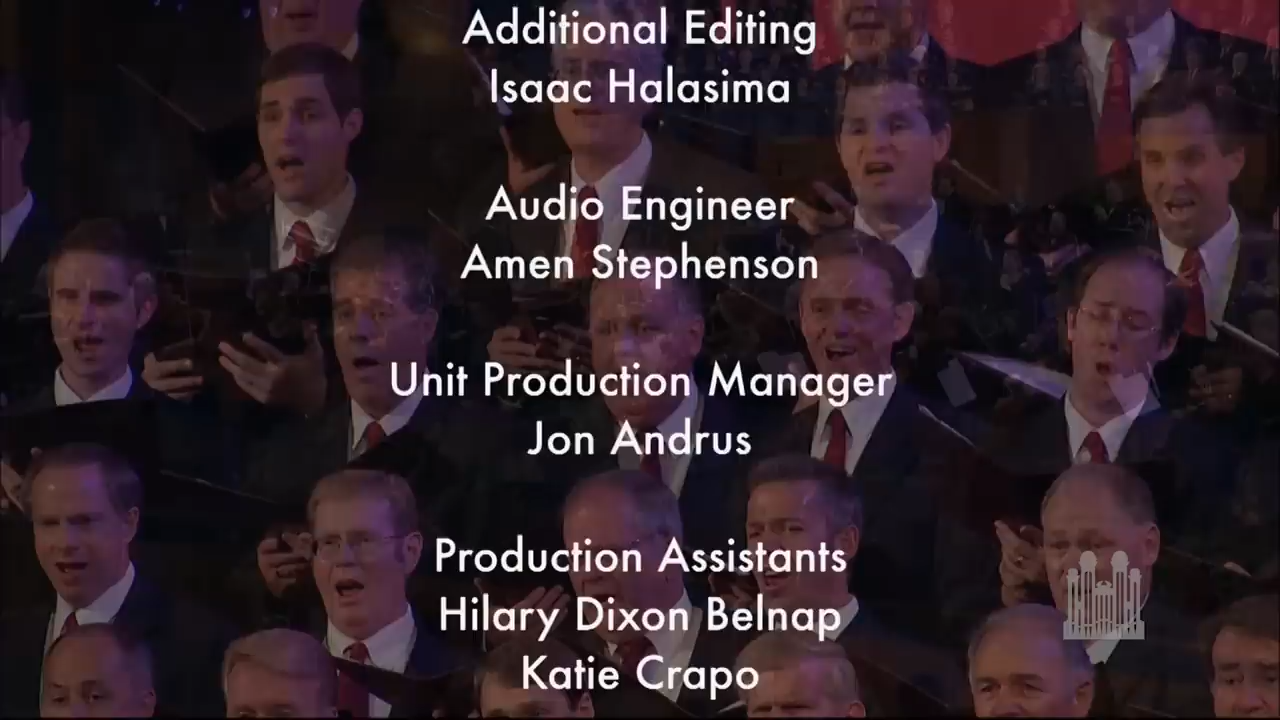 Additional Editing
Isaac Halasima
Audio Engineer
Amen Stephenson
Unit Production Manager
Jon Andrus
Production Assistants
Hilary Dixon Belnap
Katie Crapo